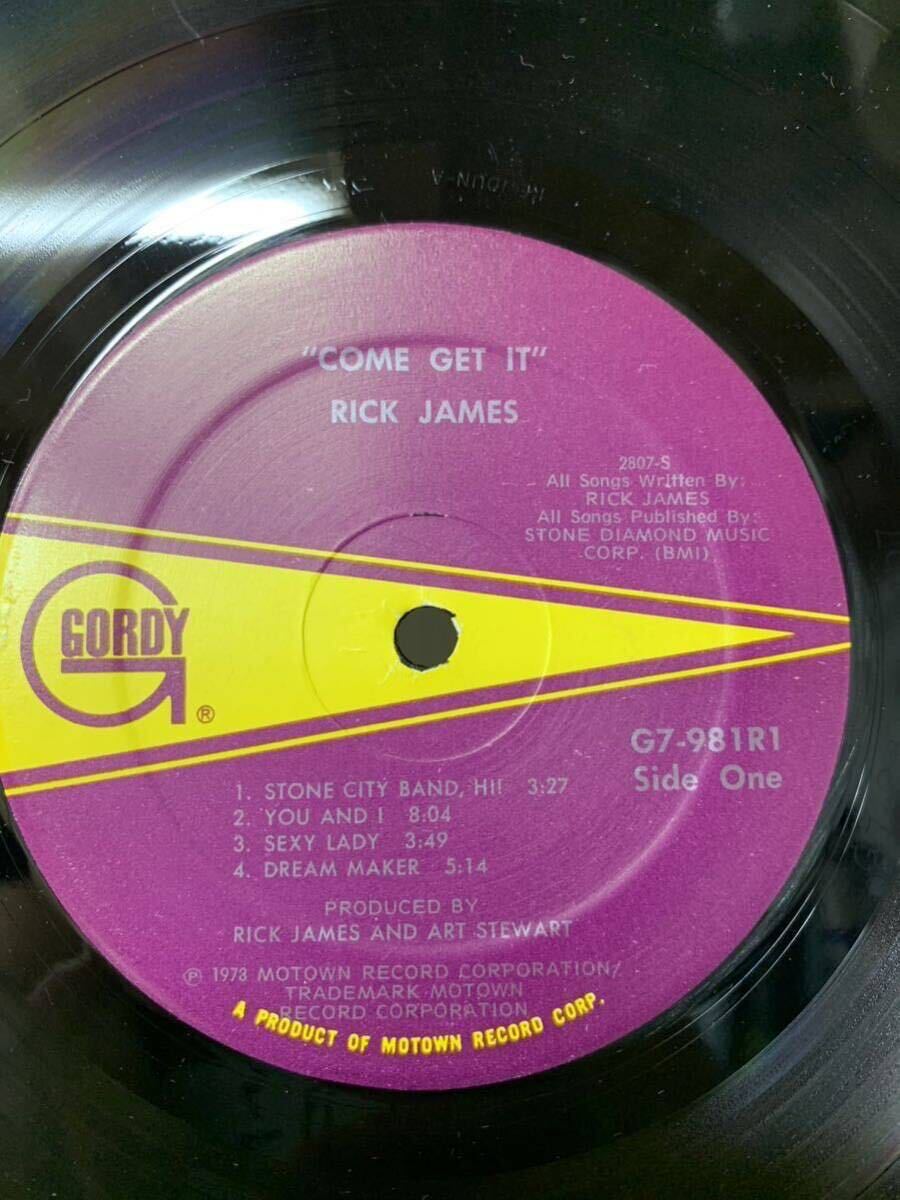 "COME GET IT"
RICK JAMES
2807-S
All Songs Written By:
RICK JAMES
All Songs Published By:
STONE DIAMOND MUSIC
CORP. (BMI)
GORDY
®
G7-981R1
Side One
1. STONE CITY BAND, HI! 3:27
2. YOU AND I 8:04
3. SEXY LADY 3:49
4. DREAM MAKER 5:14
PRODUCED BY
RICK JAMES AND ART STEWART
℗ 1978 MOTOWN RECORD CORPORATION/
TRADEMARK MOTOWN
RECORD CORPORATION
A PRODUCT OF MOTOWN RECORD CORP.